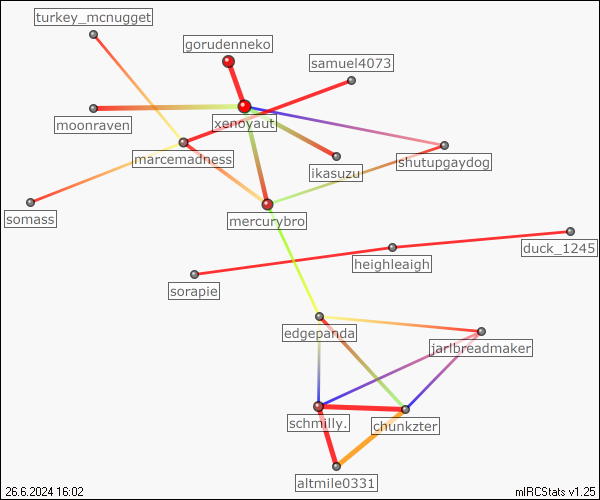 turkey_mcnugget
gorudenneko
samuel4073
moonraven
xenoyaut
marcemadness
ikasuzu
shutupgaydog
somass
mercurybro
duck_1245
heighleaigh
sorapie
edgepanda
jarlbreadmaker
schmilly.
chunkzter
altmile0331
26.6.2024 16:02
mIRCStats v1.25